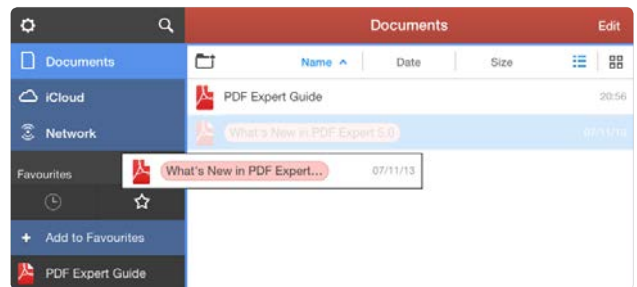 Documents Edit
Documents Name Date Size
iCloud PDF Expert Guide 20:56
Network What's New in PDF Expert 5.0 07/11/13
Favourites What's New in PDF Expert... 07/11/13
+ Add to Favourites
PDF Expert Guide